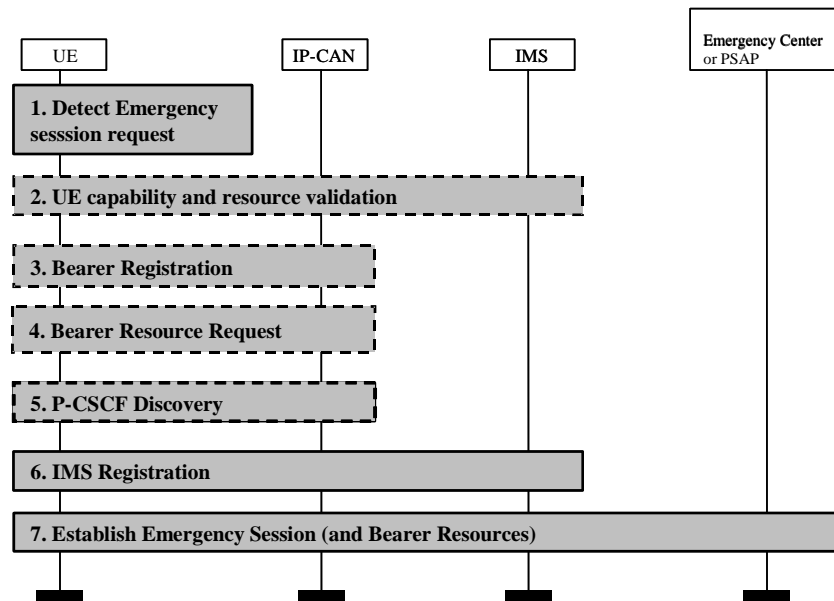 UE
IP-CAN
IMS
Emergency Center
or PSAP
1. Detect Emergency
sesssion request
2. UE capability and resource validation
3. Bearer Registration
4. Bearer Resource Request
5. P-CSCF Discovery
6. IMS Registration
7. Establish Emergency Session (and Bearer Resources)